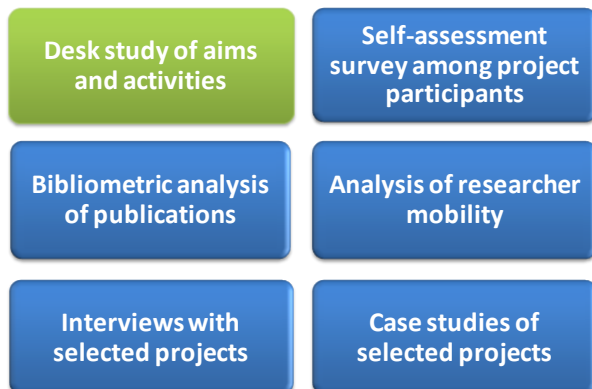 Desk study of aims
and activities
Self-assessment
survey among project
participants
Bibliometric analysis
of publications
Analysis of researcher
mobility
Interviews with
selected projects
Case studies of
selected projects